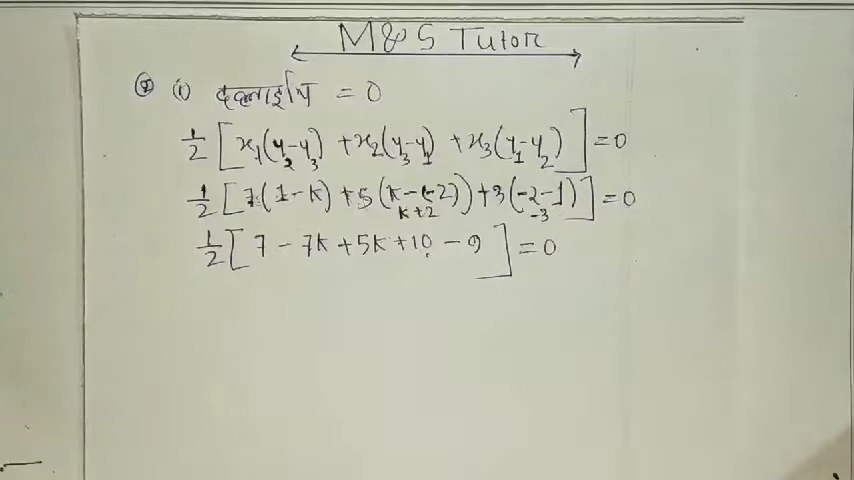 M&S Tutor
② (i) = 0
1/2 [x₁(y₂-y₃) + x₂(y₃-y₁) + x₃(y₁-y₂)] = 0
1/2 [7(1-k) + 5(k-(-2)) + 3(-2-1)] = 0
k+2 -3
1/2 [7 - 7k + 5k + 10 - 9] = 0